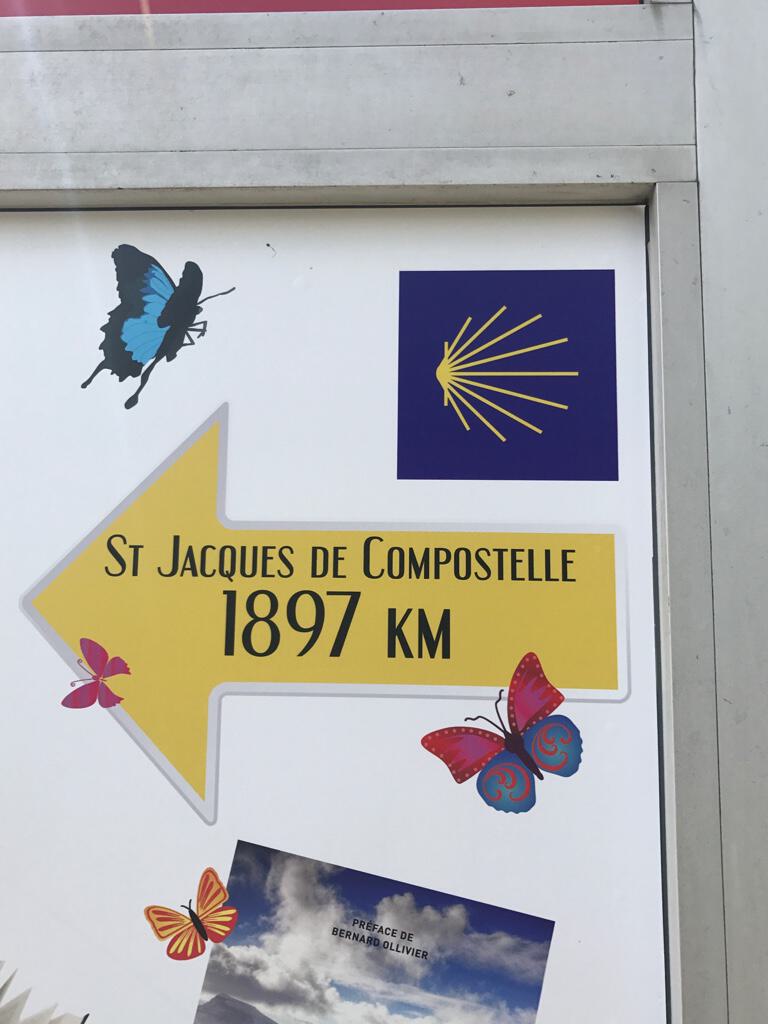 St Jacques de Compostelle
1897 km
PRÉFACE DE
BERNARD OLLIVIER